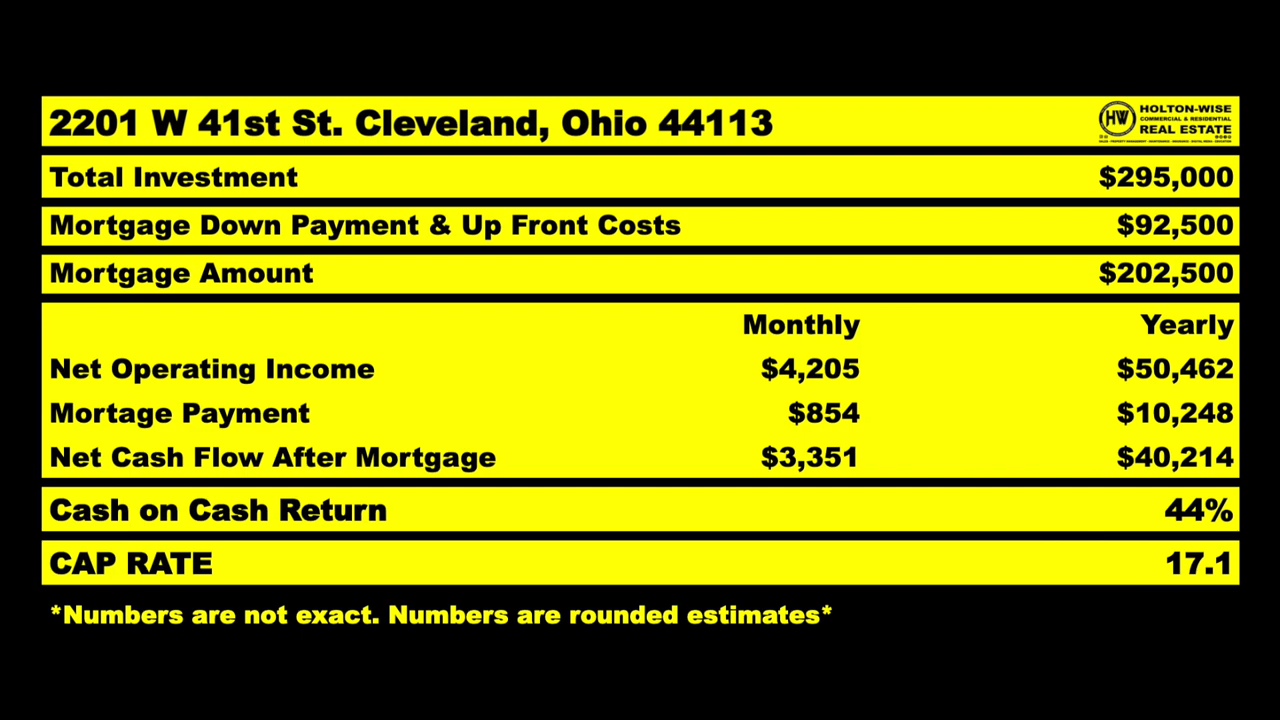 2201 W 41st St. Cleveland, Ohio 44113
HW
HOLTON-WISE
COMMERCIAL & RESIDENTIAL
REAL ESTATE
Total Investment $295,000
Mortgage Down Payment & Up Front Costs $92,500
Mortgage Amount $202,500
Monthly Yearly
Net Operating Income $4,205 $50,462
Mortage Payment $854 $10,248
Net Cash Flow After Mortgage $3,351 $40,214
Cash on Cash Return 44%
CAP RATE 17.1
*Numbers are not exact. Numbers are rounded estimates*